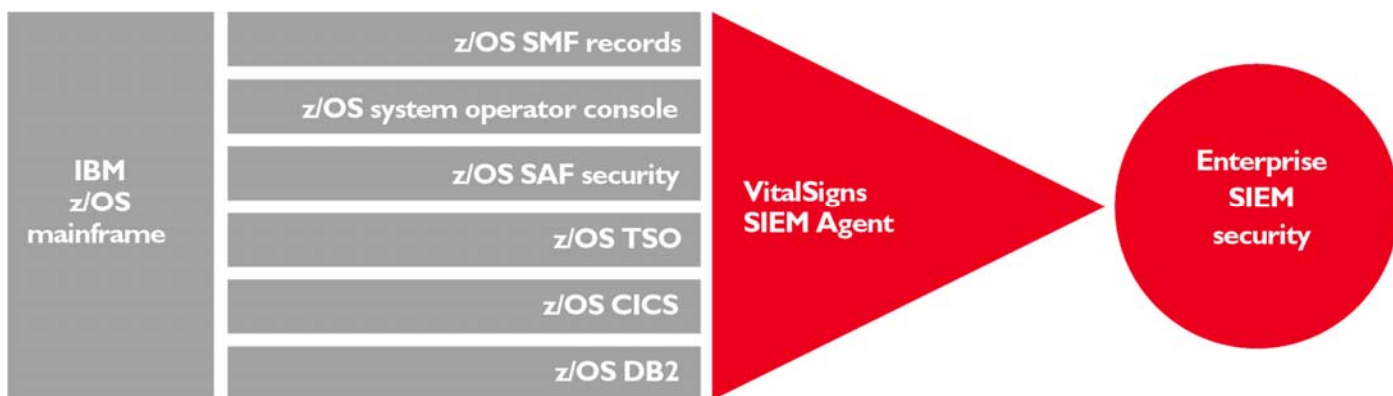 IBM
z/OS
mainframe
z/OS SMF records
z/OS system operator console
z/OS SAF security
z/OS TSO
z/OS CICS
z/OS DB2
VitalSigns
SIEM Agent
Enterprise
SIEM
security